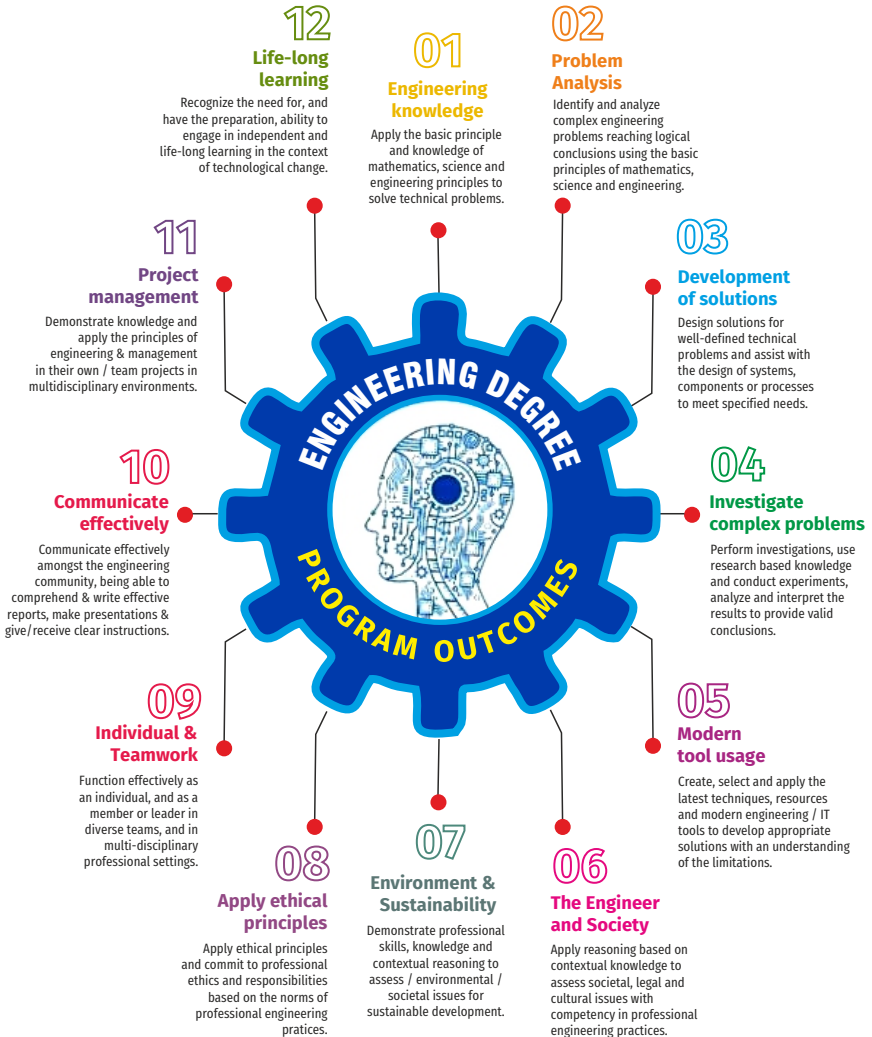 ENGINEERING DEGREE
PROGRAM OUTCOMES
01
Engineering
knowledge
Apply the basic principle
and knowledge of
mathematics, science and
engineering principles to
solve technical problems.
02
Problem
Analysis
Identify and analyze
complex engineering
problems reaching logical
conclusions using the basic
principles of mathematics,
science and engineering.
03
Development
of solutions
Design solutions for
well-defined technical
problems and assist with
the design of systems,
components or processes
to meet specified needs.
04
Investigate
complex problems
Perform investigations, use
research based knowledge
and conduct experiments,
analyze and interpret the
results to provide valid
conclusions.
05
Modern
tool usage
Create, select and apply the
latest techniques, resources
and modern engineering / IT
tools to develop appropriate
solutions with an understanding
of the limitations.
06
The Engineer
and Society
Apply reasoning based on
contextual knowledge to
assess societal, legal and
cultural issues with
competency in professional
engineering practices.
07
Environment &
Sustainability
Demonstrate professional
skills, knowledge and
contextual reasoning to
assess / environmental /
societal issues for
sustainable development.
08
Apply ethical
principles
Apply ethical principles
and commit to professional
ethics and responsibilities
based on the norms of
professional engineering
pratices.
09
Individual &
Teamwork
Function effectively as
an individual, and as a
member or leader in
diverse teams, and in
multi-disciplinary
professional settings.
10
Communicate
effectively
Communicate effectively
amongst the engineering
community, being able to
comprehend & write effective
reports, make presentations &
give/receive clear instructions.
11
Project
management
Demonstrate knowledge and
apply the principles of
engineering & management
in their own / team projects in
multidisciplinary environments.
12
Life-long
learning
Recognize the need for, and
have the preparation, ability to
engage in independent and
life-long learning in the context
of technological change.